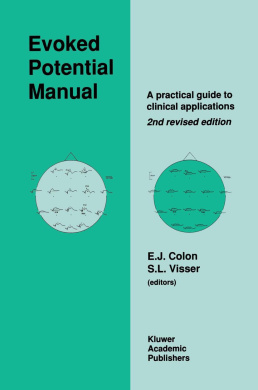 Evoked
Potential
Manual
A practical guide to
clinical applications
2nd revised edition
E.J. Colon
S.L. Visser
(editors)
Kluwer
Academic
Publishers